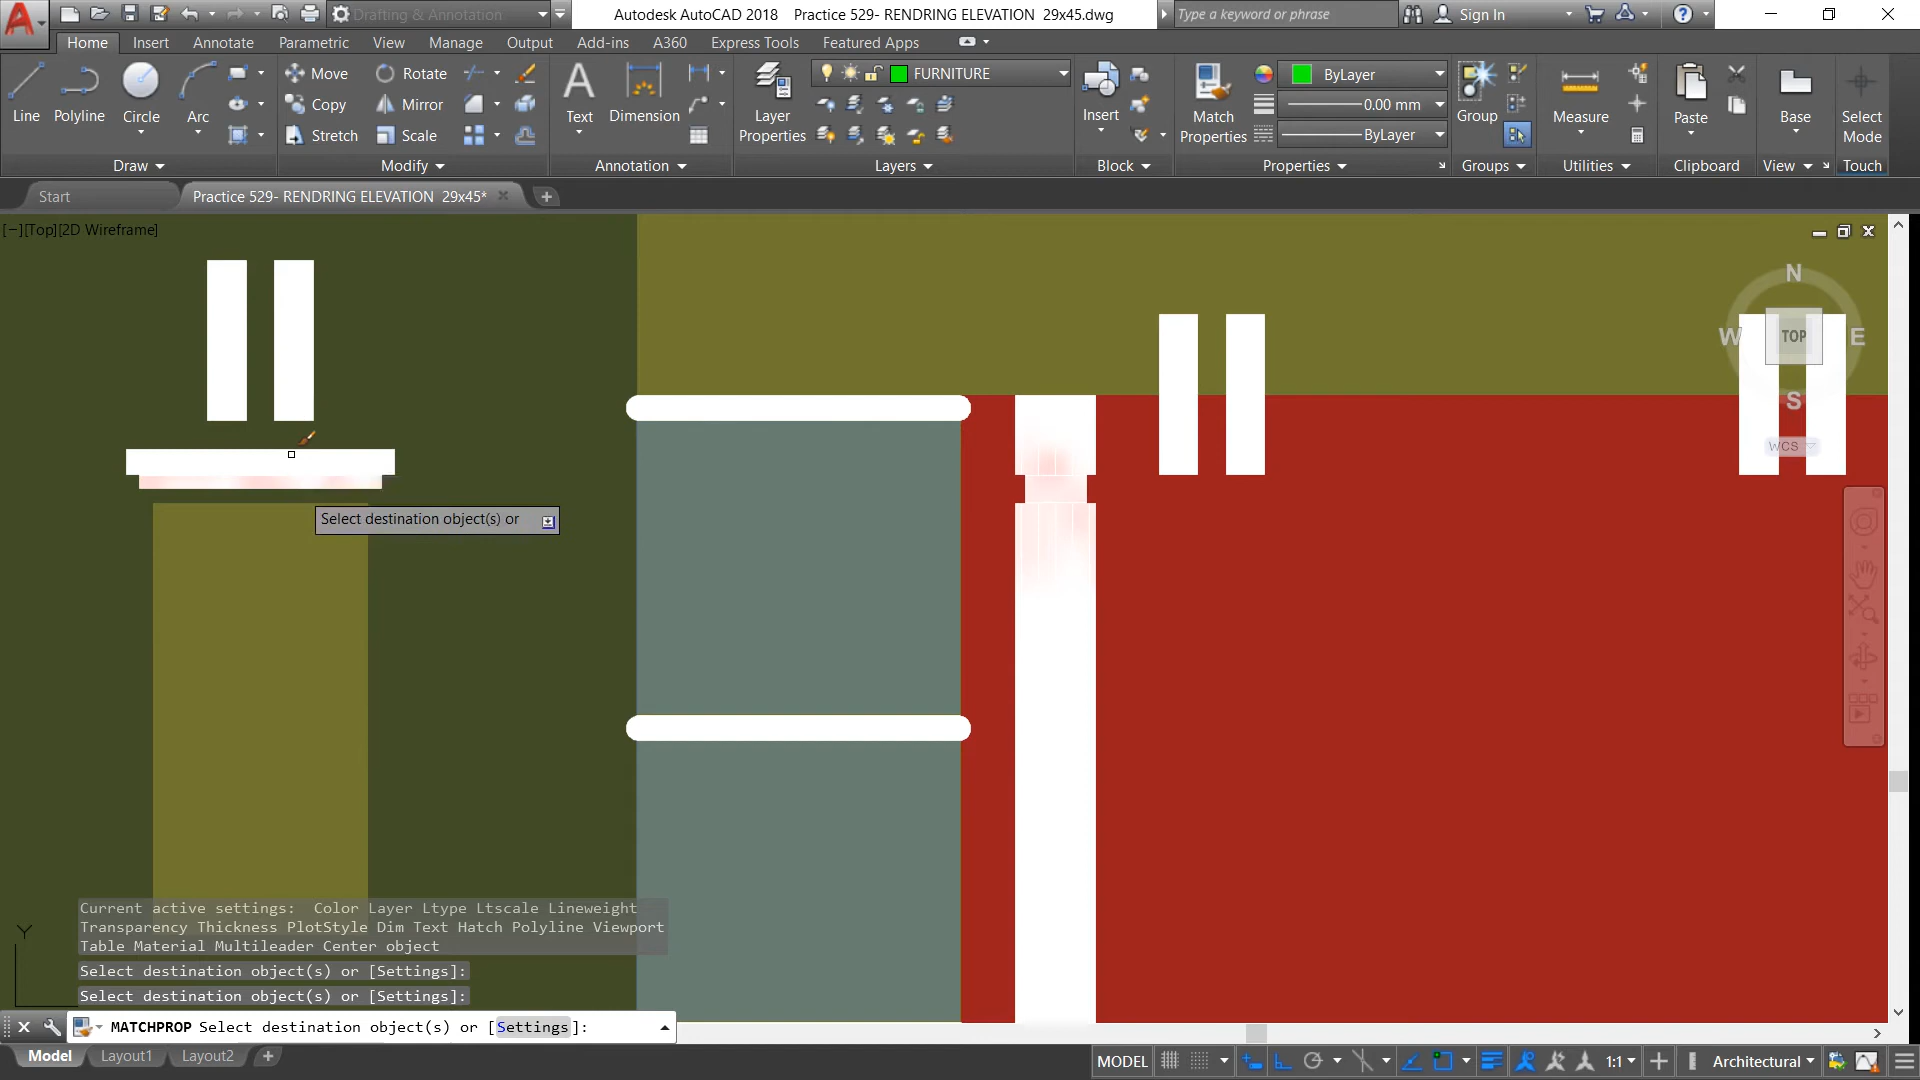 Drafting & Annotation
Autodesk AutoCAD 2018 Practice 529- RENDRING ELEVATION 29x45.dwg
Type a keyword or phrase
Sign In
Home Insert Annotate Parametric View Manage Output Add-ins A360 Express Tools Featured Apps
Line Polyline Circle Arc
Move Rotate
Copy Mirror
Stretch Scale
Text Dimension
Layer Properties
FURNITURE
Insert
Match Properties
ByLayer
0.00 mm
ByLayer
Group
Measure
Paste
Base
Select Mode
Draw Modify Annotation Layers Block Properties Groups Utilities Clipboard View Touch
Start
Practice 529- RENDRING ELEVATION 29x45*
[−][Top][2D Wireframe]
N
W TOP E
S
WCS
Select destination object(s) or
Y
Current active settings: Color Layer Ltype Ltscale Lineweight
Transparency Thickness PlotStyle Dim Text Hatch Polyline Viewport
Table Material Multileader Center object
Select destination object(s) or [Settings]:
Select destination object(s) or [Settings]:
MATCHPROP Select destination object(s) or [Settings]:
Model Layout1 Layout2
MODEL
1:1
Architectural